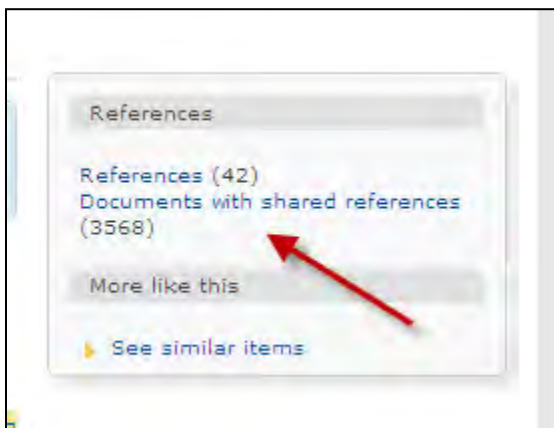 References
References (42)
Documents with shared references
(3568)
More like this
See similar items